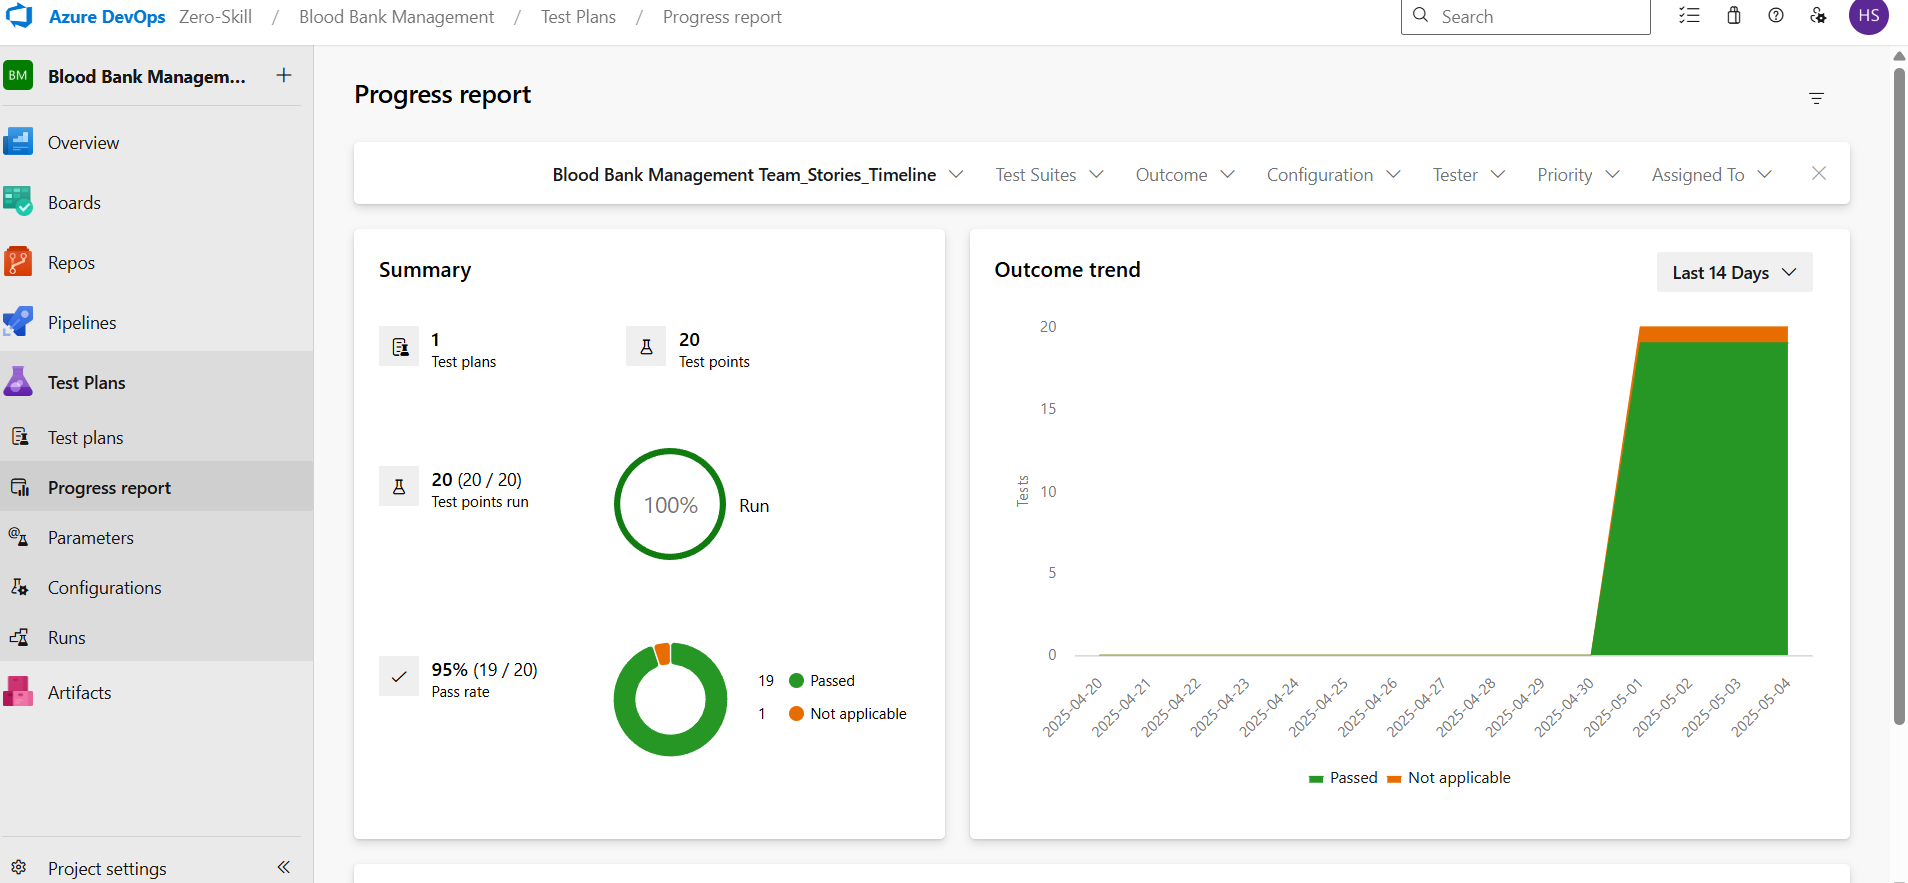 Azure DevOps Zero-Skill / Blood Bank Management / Test Plans / Progress report
Search
HS
BM Blood Bank Managem... +
Overview
Boards
Repos
Pipelines
Test Plans
Test plans
Progress report
Parameters
Configurations
Runs
Artifacts
Project settings
Progress report
Blood Bank Management Team_Stories_Timeline Test Suites Outcome Configuration Tester Priority Assigned To
Summary
1
Test plans
20
Test points
20 (20 / 20)
Test points run
100%
Run
95% (19 / 20)
Pass rate
19 Passed
1 Not applicable
Outcome trend
Last 14 Days
20
15
10
5
0
Tests
2025-04-20
2025-04-21
2025-04-22
2025-04-23
2025-04-24
2025-04-25
2025-04-26
2025-04-27
2025-04-28
2025-04-29
2025-04-30
2025-05-01
2025-05-02
2025-05-03
2025-05-04
Passed Not applicable